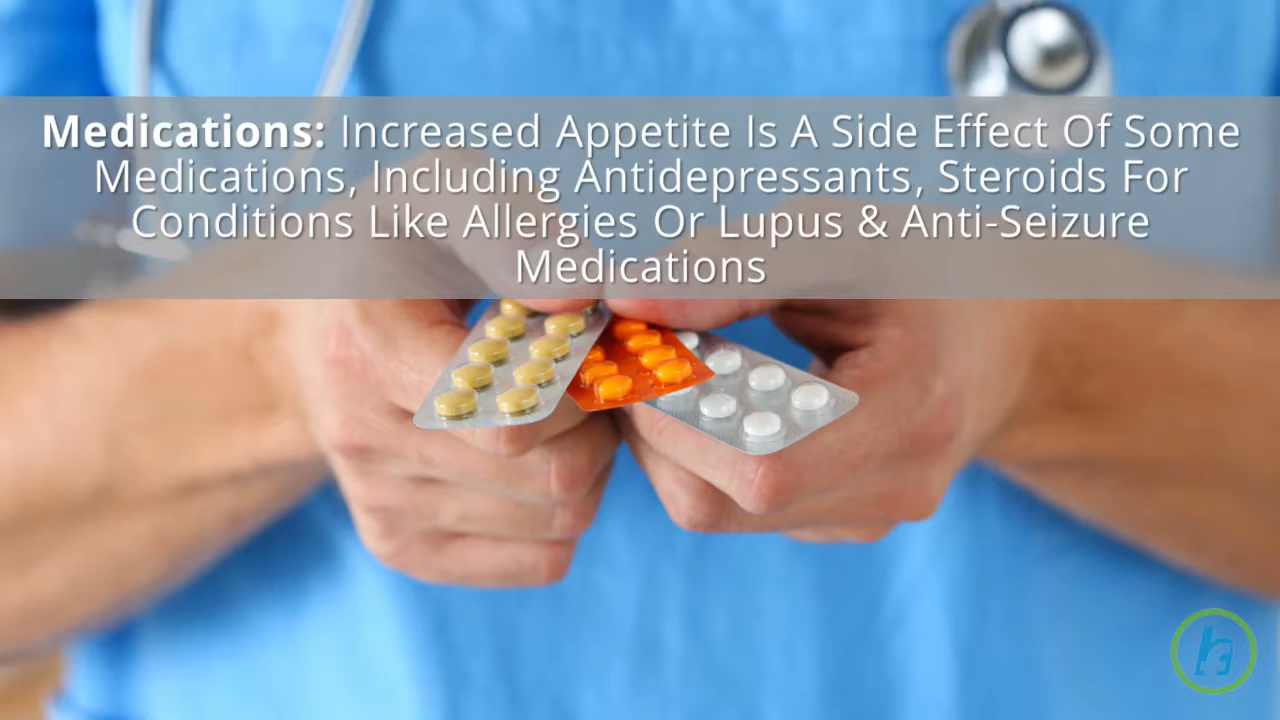 Medications: Increased Appetite Is A Side Effect Of Some
Medications, Including Antidepressants, Steroids For
Conditions Like Allergies Or Lupus & Anti-Seizure
Medications